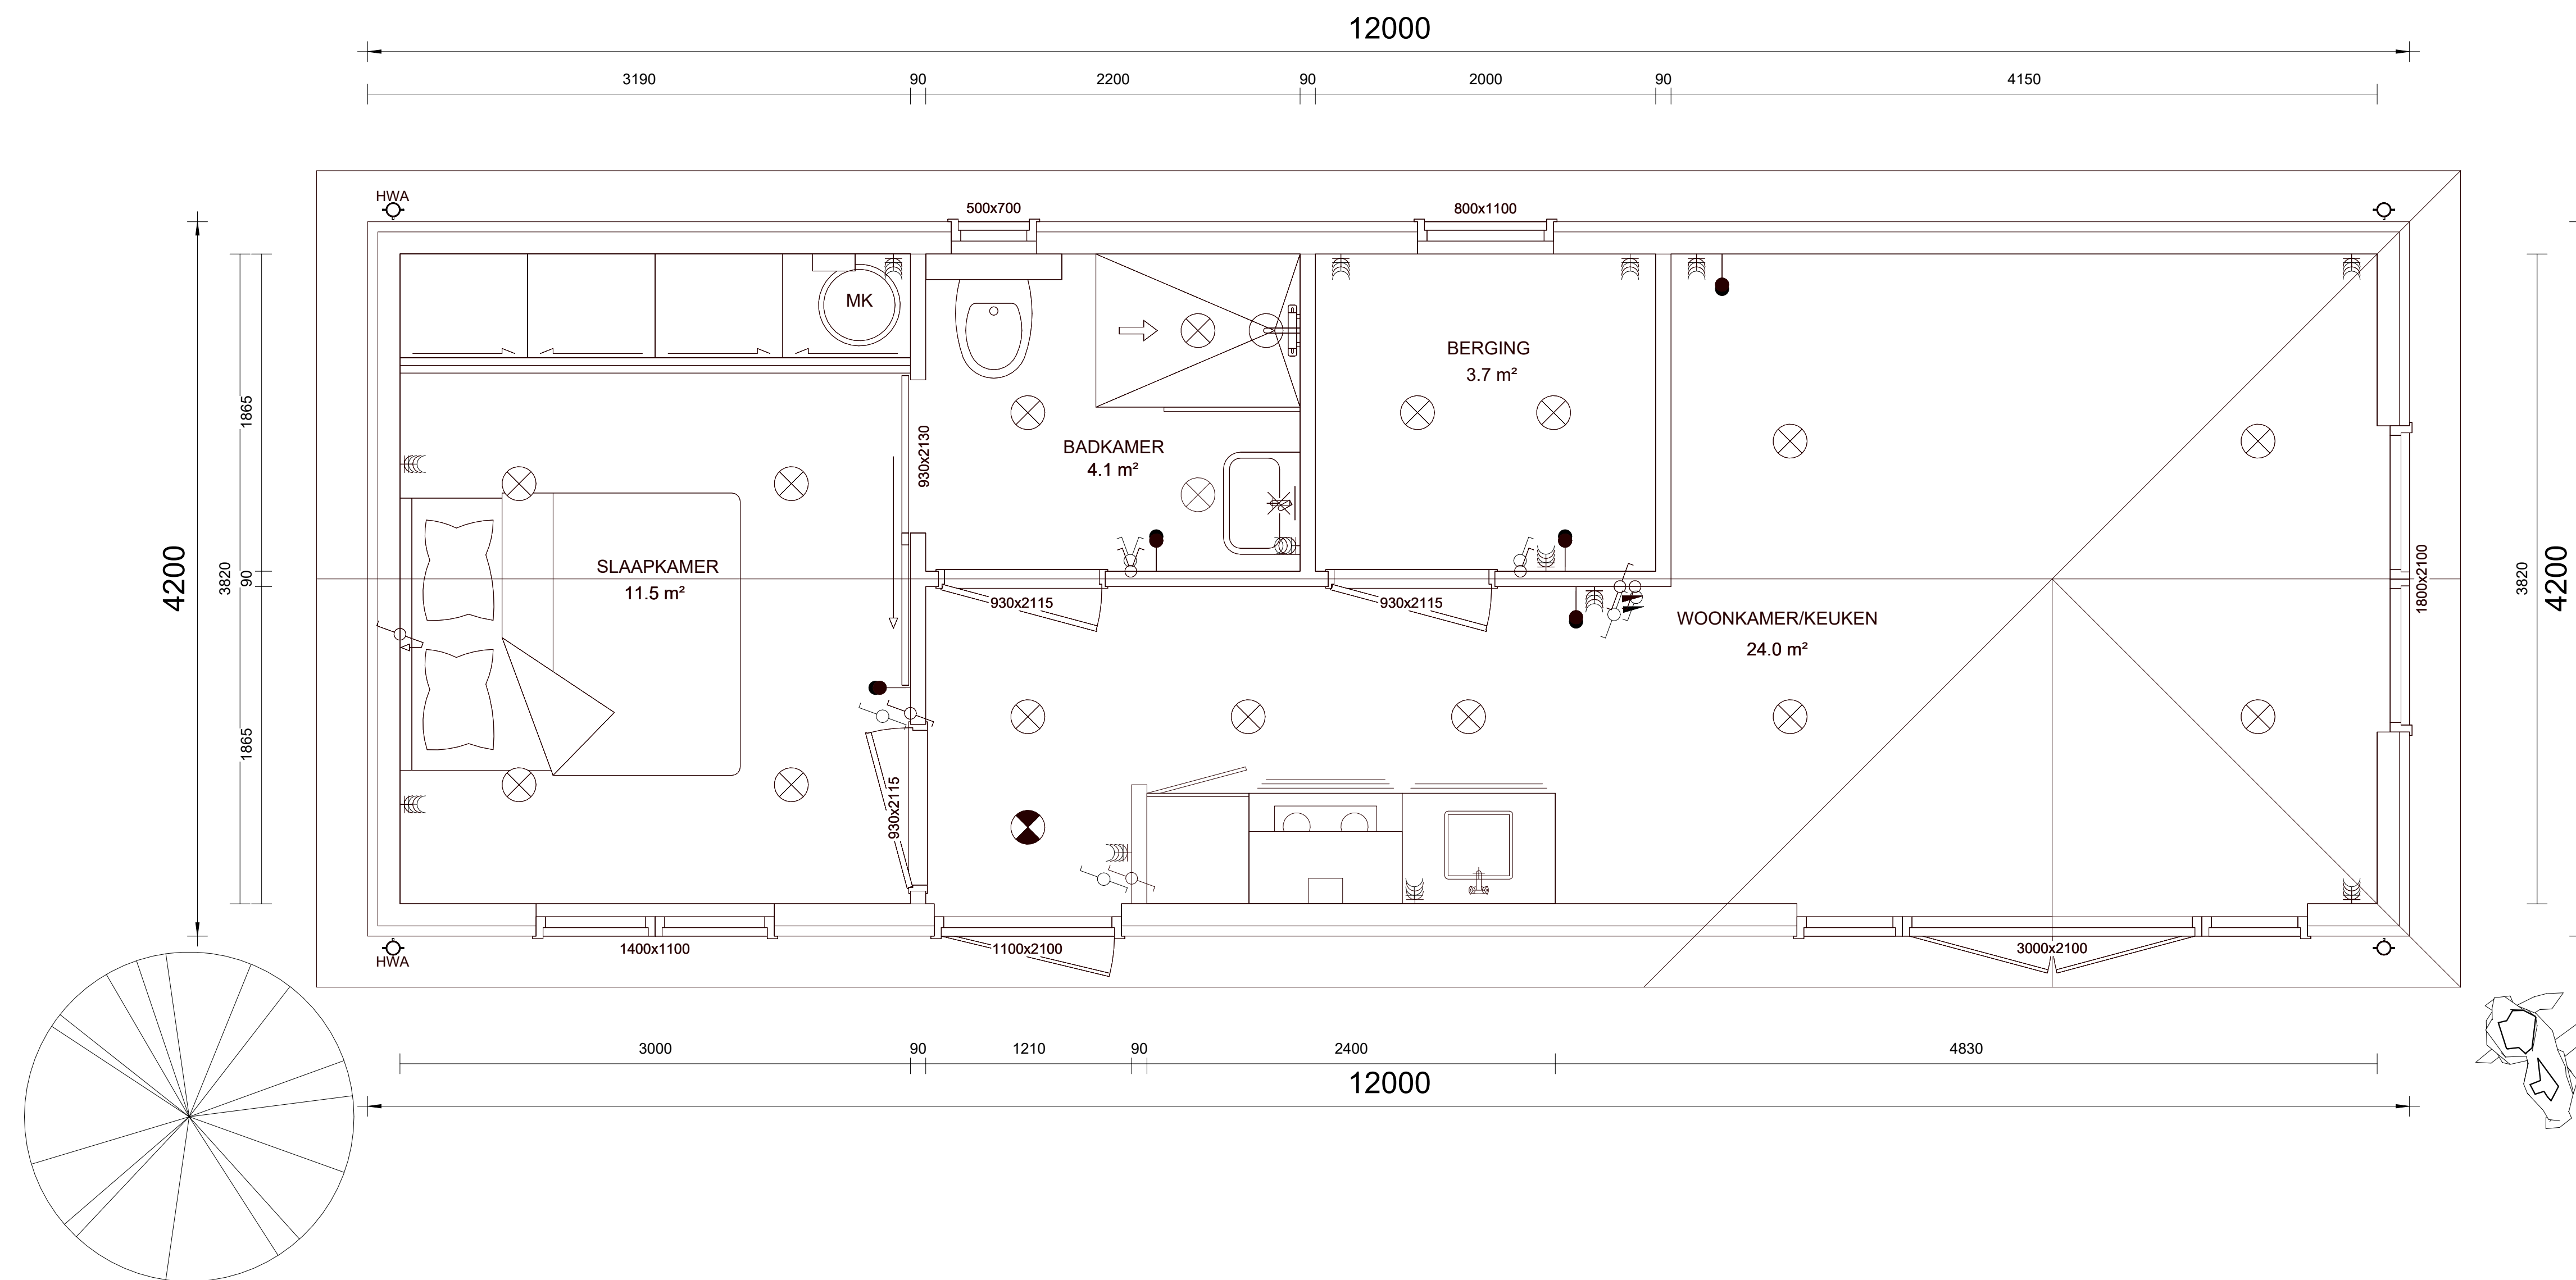 12000
3190 90 2200 90 2000 90 4150
HWA
500x700
800x1100
MK
BERGING
3.7 m²
1865
930x2130
BADKAMER
4.1 m²
4200
3820
90
SLAAPKAMER
11.5 m²
930x2115
930x2115
WOONKAMER/KEUKEN
24.0 m²
1800x2100
3820
4200
1865
930x2115
HWA
1400x1100
1100x2100
3000x2100
3000 90 1210 90 2400 4830
12000